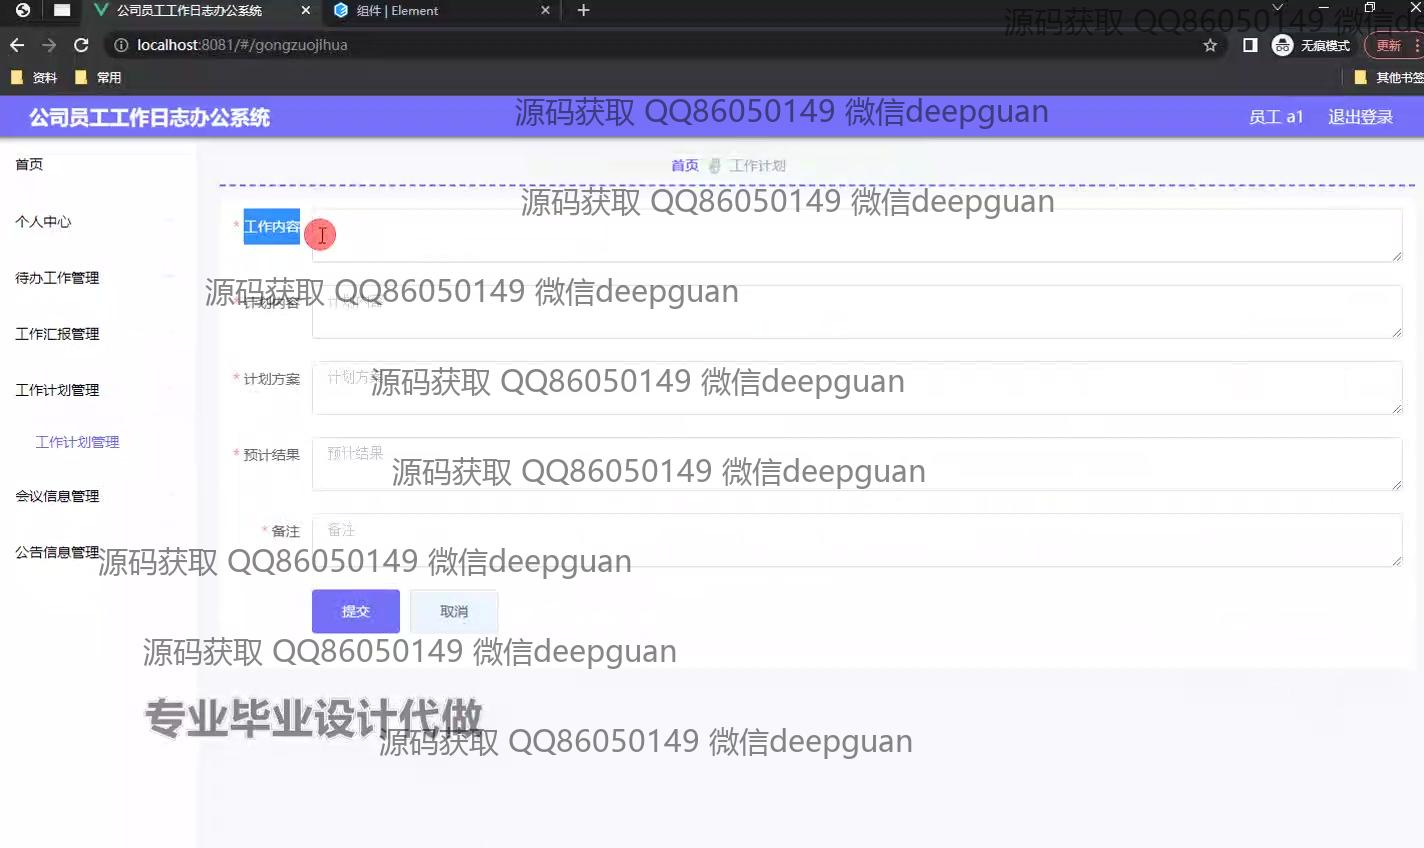 公司员工工作日志办公系统
组件 | Element
源码获取 QQ86050149 微信de
localhost:8081/#/gongzuojihua
无痕模式
更新
资料
常用
其他书签
公司员工工作日志办公系统
源码获取 QQ86050149 微信deepguan
员工 a1
退出登录
首页
首页
工作计划
源码获取 QQ86050149 微信deepguan
个人中心
* 工作内容
待办工作管理
源码获取 QQ86050149 微信deepguan
* 计划内容
计划内容
工作汇报管理
工作计划管理
* 计划方案
计划方案
源码获取 QQ86050149 微信deepguan
工作计划管理
* 预计结果
预计结果
源码获取 QQ86050149 微信deepguan
会议信息管理
* 备注
备注
公告信息管理
源码获取 QQ86050149 微信deepguan
提交
取消
源码获取 QQ86050149 微信deepguan
专业毕业设计代做
源码获取 QQ86050149 微信deepguan